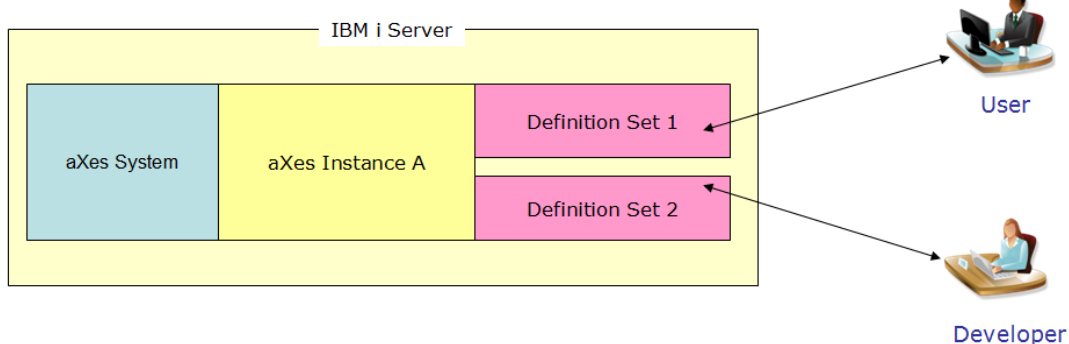 IBM i Server
aXes System
aXes Instance A
Definition Set 1
Definition Set 2
User
Developer